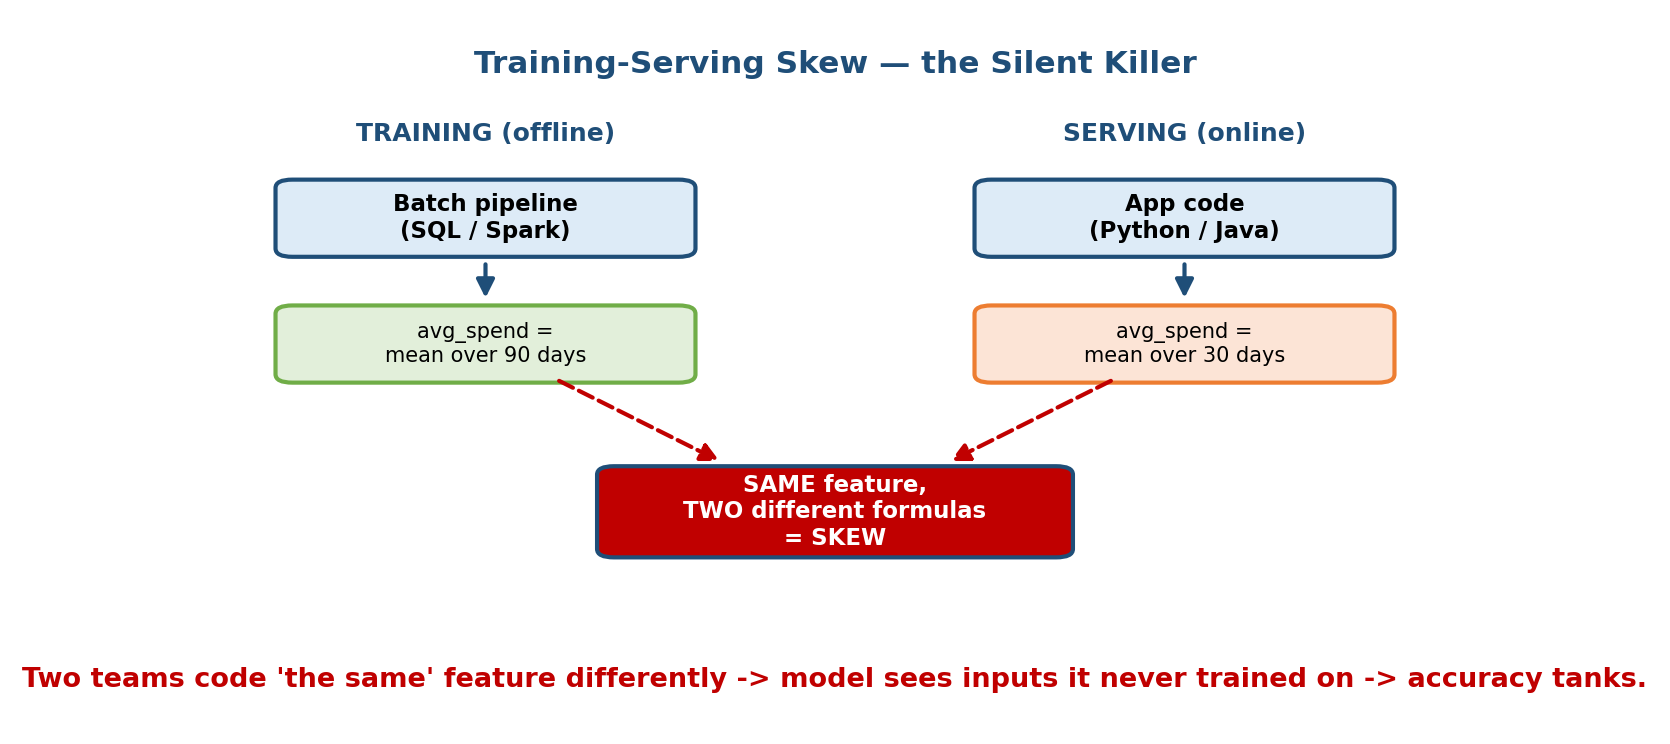 Training-Serving Skew — the Silent Killer
TRAINING (offline)
SERVING (online)
Batch pipeline
(SQL / Spark)
App code
(Python / Java)
avg_spend =
mean over 90 days
avg_spend =
mean over 30 days
SAME feature,
TWO different formulas
= SKEW
Two teams code 'the same' feature differently -> model sees inputs it never trained on -> accuracy tanks.